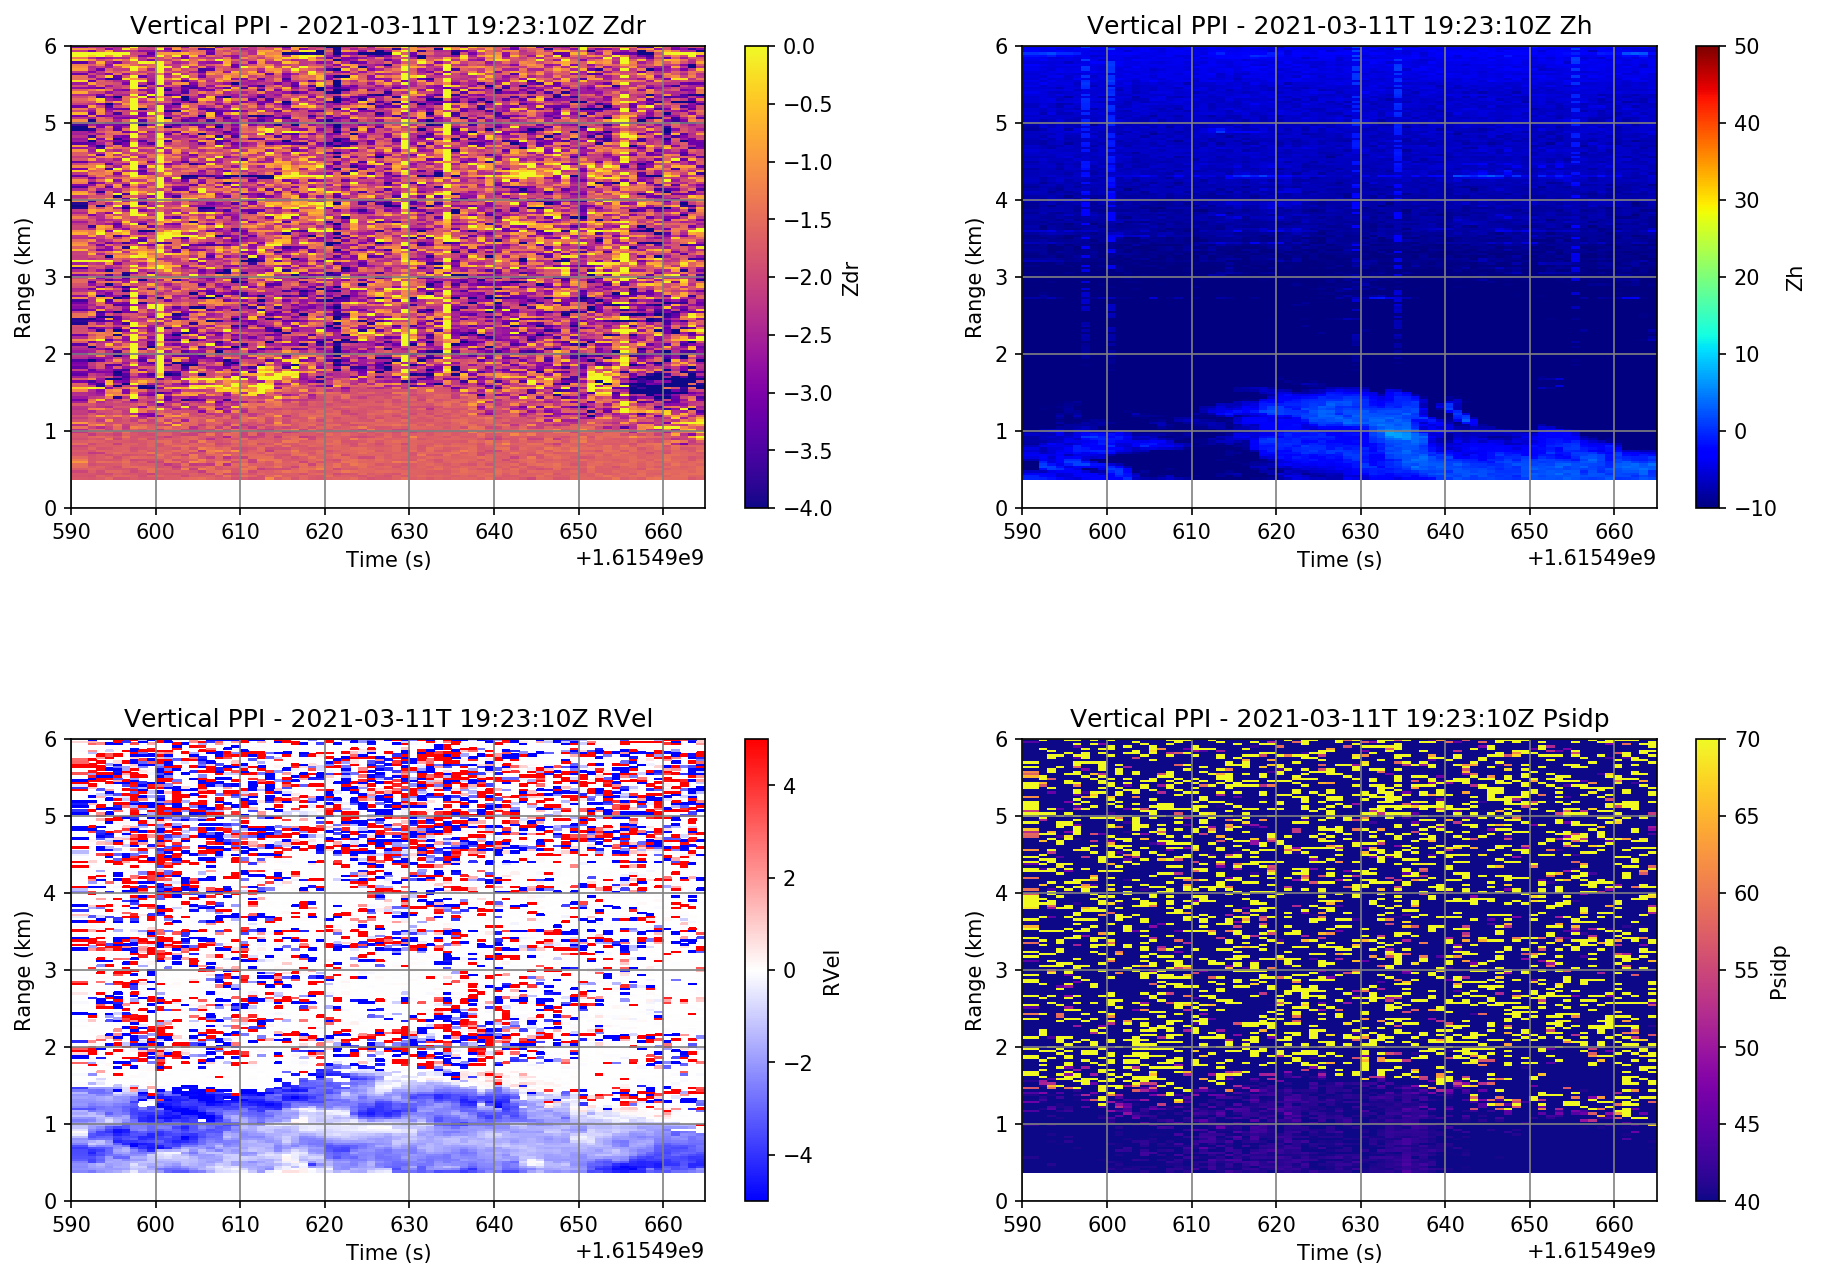 Vertical PPI - 2021-03-11T 19:23:10Z Zdr
6
5
4
3
2
1
0
Range (km)
590 600 610 620 630 640 650 660
Time (s)
+1.61549e9
0.0
−0.5
−1.0
−1.5
−2.0
−2.5
−3.0
−3.5
−4.0
Zdr
Vertical PPI - 2021-03-11T 19:23:10Z Zh
6
5
4
3
2
1
0
Range (km)
590 600 610 620 630 640 650 660
Time (s)
+1.61549e9
50
40
30
20
10
0
−10
Zh
Vertical PPI - 2021-03-11T 19:23:10Z RVel
6
5
4
3
2
1
0
Range (km)
590 600 610 620 630 640 650 660
Time (s)
+1.61549e9
4
2
0
−2
−4
RVel
Vertical PPI - 2021-03-11T 19:23:10Z Psidp
6
5
4
3
2
1
0
Range (km)
590 600 610 620 630 640 650 660
Time (s)
+1.61549e9
70
65
60
55
50
45
40
Psidp